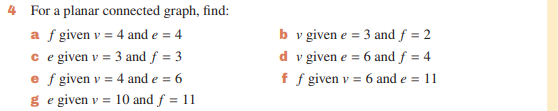 4 For a planar connected graph, find:
a f given v = 4 and e = 4
b v given e = 3 and f = 2
c e given v = 3 and f = 3
d v given e = 6 and f = 4
e f given v = 4 and e = 6
f f given v = 6 and e = 11
g e given v = 10 and f = 11